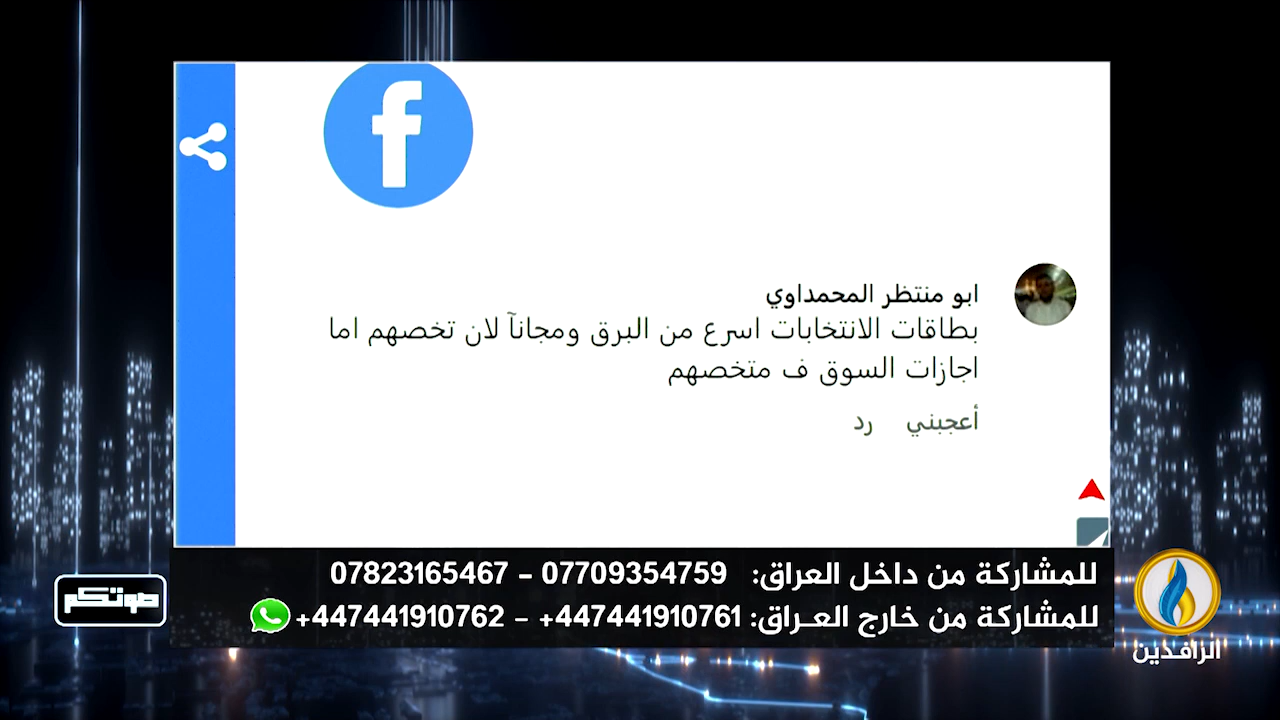 ابو منتظر المحمداوي
بطاقات الانتخابات اسرع من البرق ومجانآ لان تخصهم اما
اجازات السوق ف متخصهم
أعجبني رد
للمشاركة من داخل العراق: 07709354759 - 07823165467
للمشاركة من خارج العـراق: 447441910761+ - 447441910762+
صوتكم
الرافدين